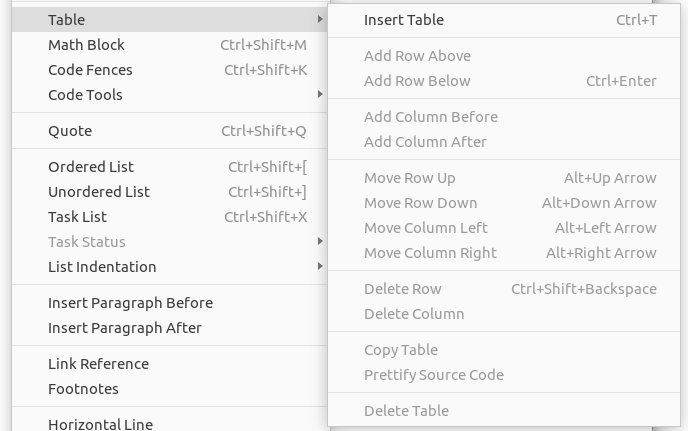 Table
Math Block Ctrl+Shift+M
Code Fences Ctrl+Shift+K
Code Tools
Quote Ctrl+Shift+Q
Ordered List Ctrl+Shift+[
Unordered List Ctrl+Shift+]
Task List Ctrl+Shift+X
Task Status
List Indentation
Insert Paragraph Before
Insert Paragraph After
Link Reference
Footnotes
Horizontal Line
Insert Table Ctrl+T
Add Row Above
Add Row Below Ctrl+Enter
Add Column Before
Add Column After
Move Row Up Alt+Up Arrow
Move Row Down Alt+Down Arrow
Move Column Left Alt+Left Arrow
Move Column Right Alt+Right Arrow
Delete Row Ctrl+Shift+Backspace
Delete Column
Copy Table
Prettify Source Code
Delete Table